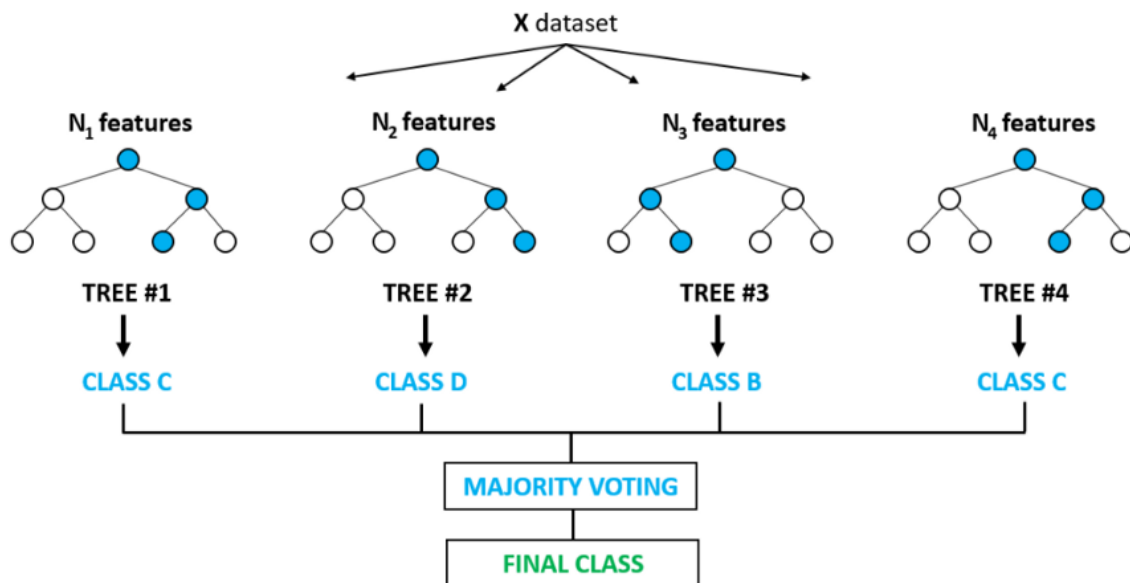 X dataset
N₁ features
N₂ features
N₃ features
N₄ features
TREE #1
TREE #2
TREE #3
TREE #4
CLASS C
CLASS D
CLASS B
CLASS C
MAJORITY VOTING
FINAL CLASS